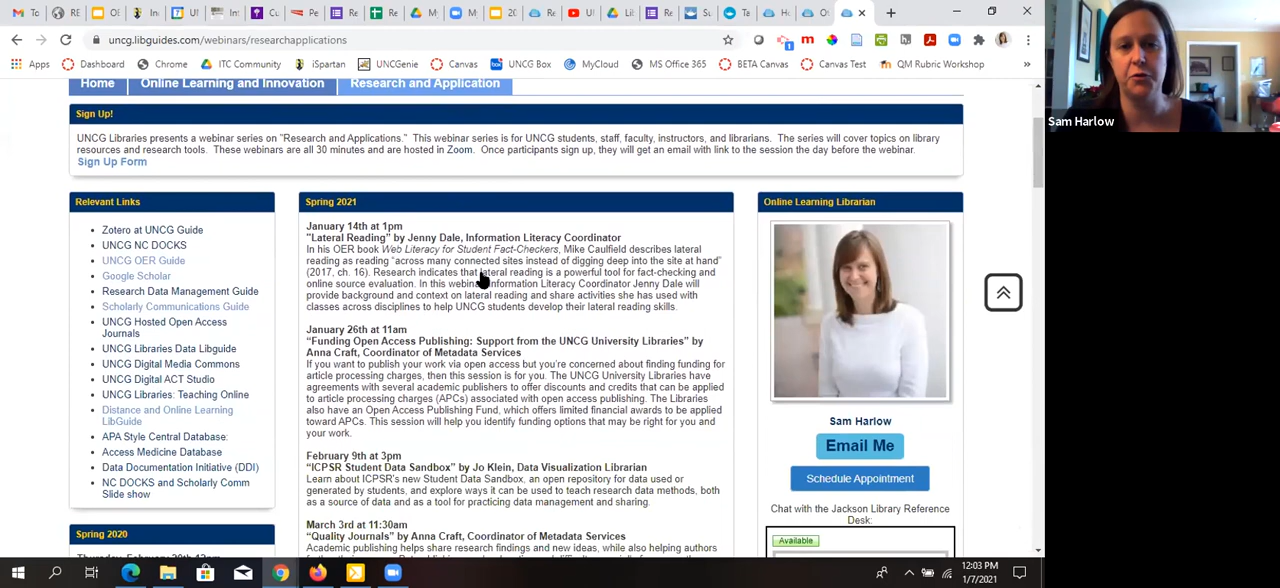 uncg.libguides.com/webinars/researchapplications
Apps
Dashboard
Chrome
ITC Community
iSpartan
UNCGenie
Canvas
UNCG Box
MyCloud
MS Office 365
BETA Canvas
Canvas Test
QM Rubric Workshop
Home
Online Learning and Innovation
Research and Application
Sam Harlow
Sign Up!
UNCG Libraries presents a webinar series on "Research and Applications." This webinar series is for UNCG students, staff, faculty, instructors, and librarians. The series will cover topics on library
resources and research tools. These webinars are all 30 minutes and are hosted in Zoom. Once participants sign up, they will get an email with link to the session the day before the webinar.
Sign Up Form
Relevant Links
Zotero at UNCG Guide
UNCG NC DOCKS
UNCG OER Guide
Google Scholar
Research Data Management Guide
Scholarly Communications Guide
UNCG Hosted Open Access
Journals
UNCG Libraries Data Libguide
UNCG Digital Media Commons
UNCG Digital ACT Studio
UNCG Libraries: Teaching Online
Distance and Online Learning
LibGuide
APA Style Central Database:
Access Medicine Database
Data Documentation Initiative (DDI)
NC DOCKS and Scholarly Comm
Slide show
Spring 2020
Spring 2021
January 14th at 1pm
"Lateral Reading" by Jenny Dale, Information Literacy Coordinator
In his OER book Web Literacy for Student Fact-Checkers, Mike Caulfield describes lateral
reading as reading "across many connected sites instead of digging deep into the site at hand"
(2017, ch. 16). Research indicates that lateral reading is a powerful tool for fact-checking and
online source evaluation. In this webinar Information Literacy Coordinator Jenny Dale will
provide background and context on lateral reading and share activities she has used with
classes across disciplines to help UNCG students develop their lateral reading skills.
January 26th at 11am
"Funding Open Access Publishing: Support from the UNCG University Libraries" by
Anna Craft, Coordinator of Metadata Services
If you want to publish your work via open access but you're concerned about finding funding for
article processing charges, then this session is for you. The UNCG University Libraries have
agreements with several academic publishers to offer discounts and credits that can be applied
to article processing charges (APCs) associated with open access publishing. The Libraries
also have an Open Access Publishing Fund, which offers limited financial awards to be applied
toward APCs. This session will help you identify funding options that may be right for you and
your work.
February 9th at 3pm
"ICPSR Student Data Sandbox" by Jo Klein, Data Visualization Librarian
Learn about ICPSR's new Student Data Sandbox, an open repository for data used or
generated by students, and explore ways it can be used to teach research data methods, both
as a source of data and as a tool for practicing data management and sharing.
March 3rd at 11:30am
"Quality Journals" by Anna Craft, Coordinator of Metadata Services
Academic publishing helps share research findings and new ideas, while also helping authors
Online Learning Librarian
Sam Harlow
Email Me
Schedule Appointment
Chat with the Jackson Library Reference
Desk:
Available
12:03 PM
1/7/2021